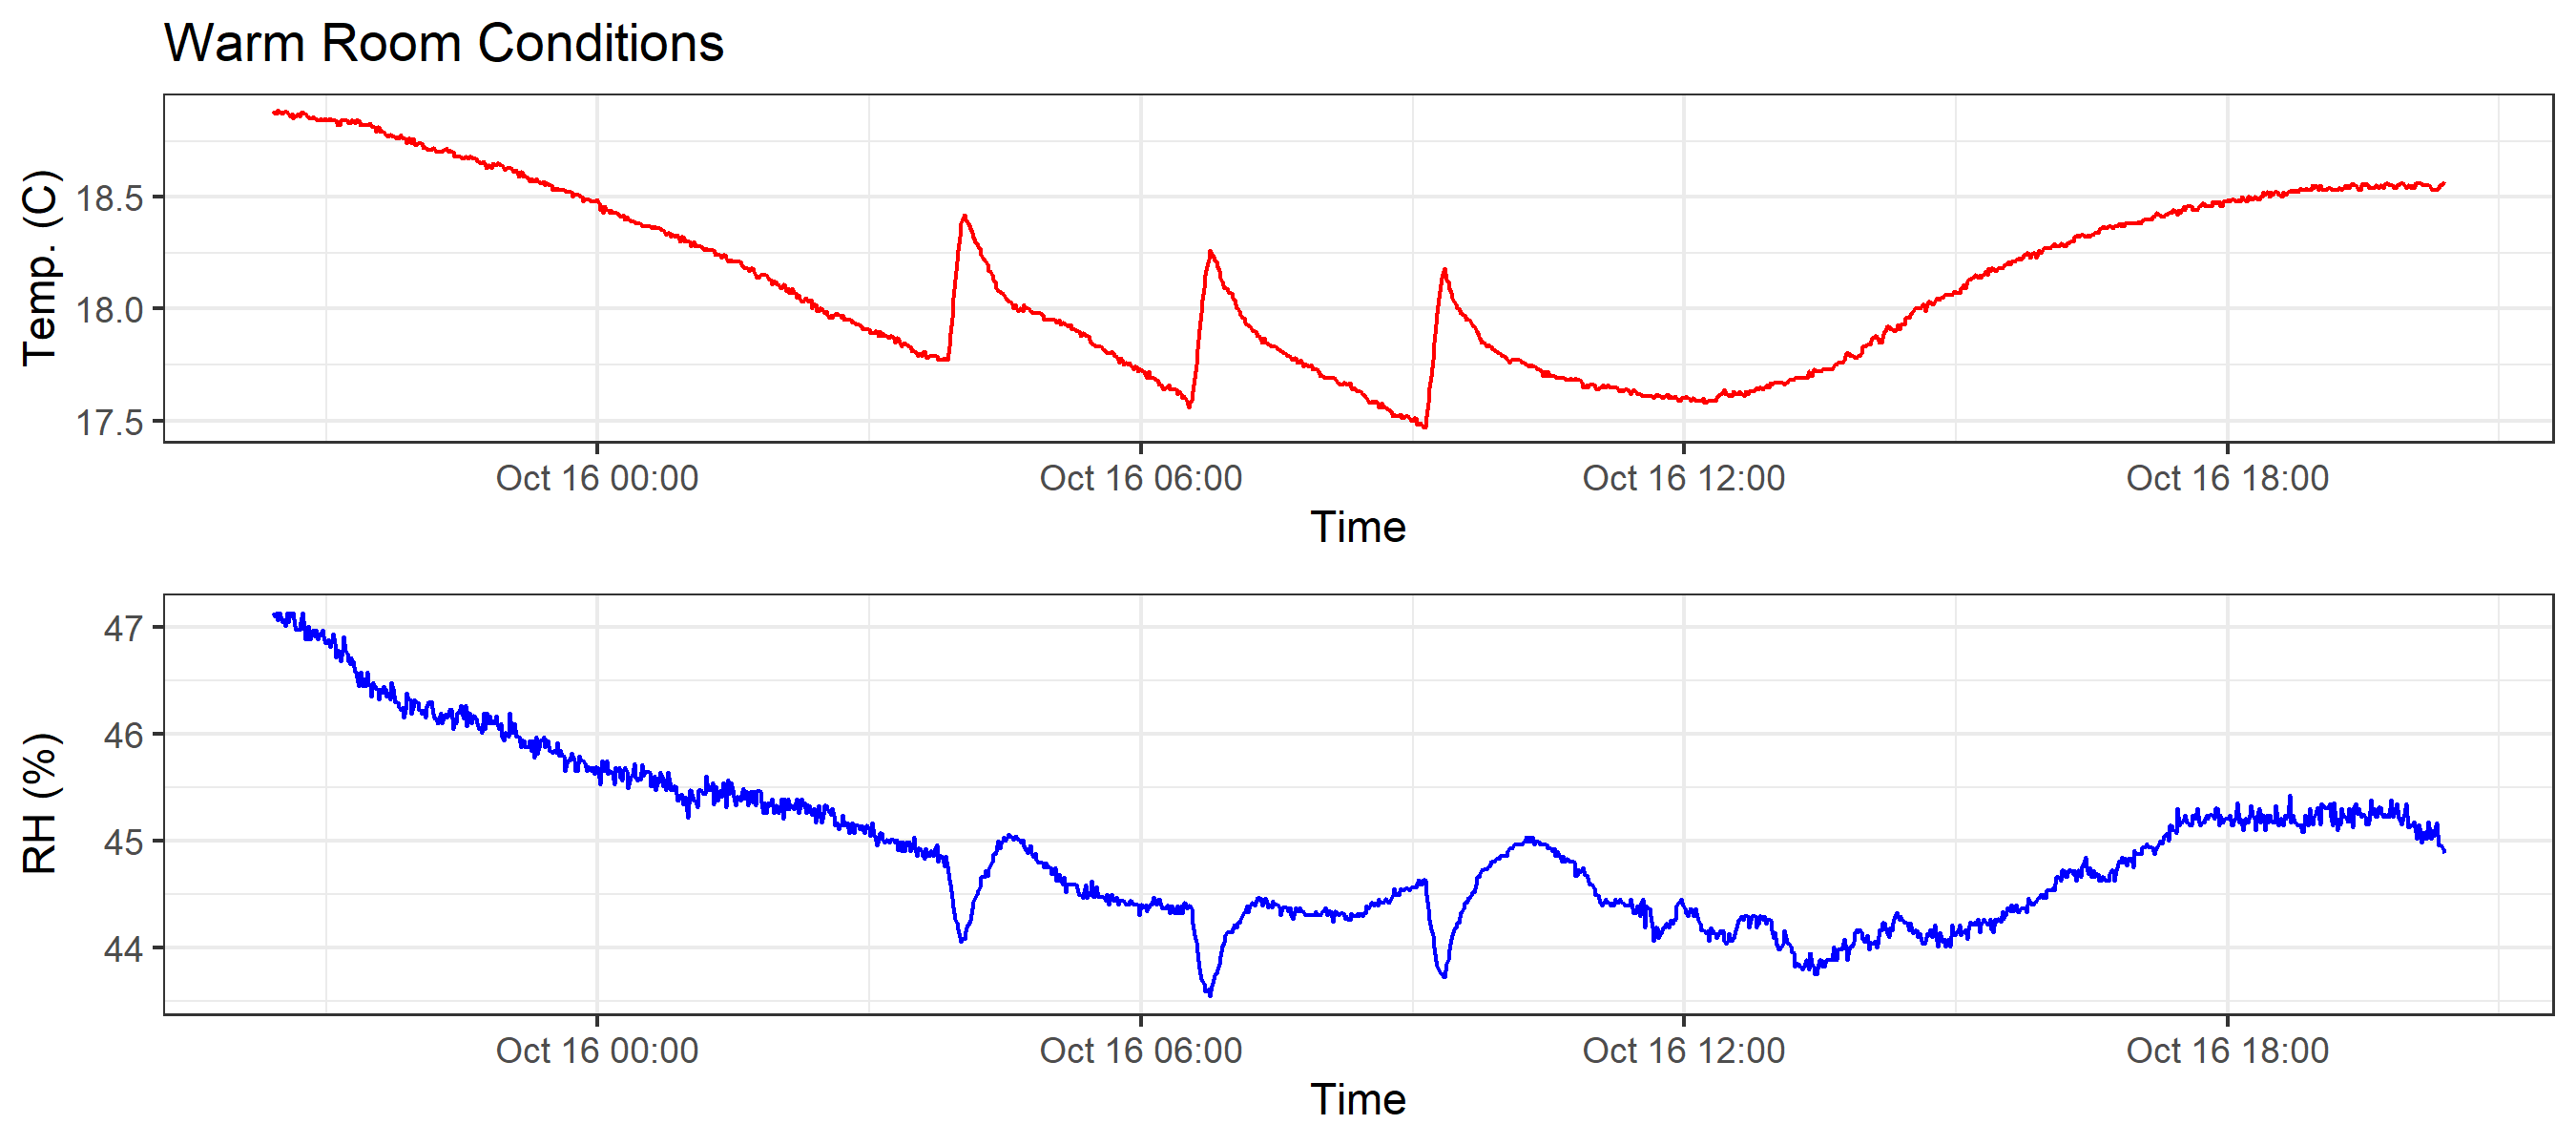 Warm Room Conditions
Temp. (C)
18.5
18.0
17.5
Oct 16 00:00 Oct 16 06:00 Oct 16 12:00 Oct 16 18:00
Time
RH (%)
47
46
45
44
Oct 16 00:00 Oct 16 06:00 Oct 16 12:00 Oct 16 18:00
Time